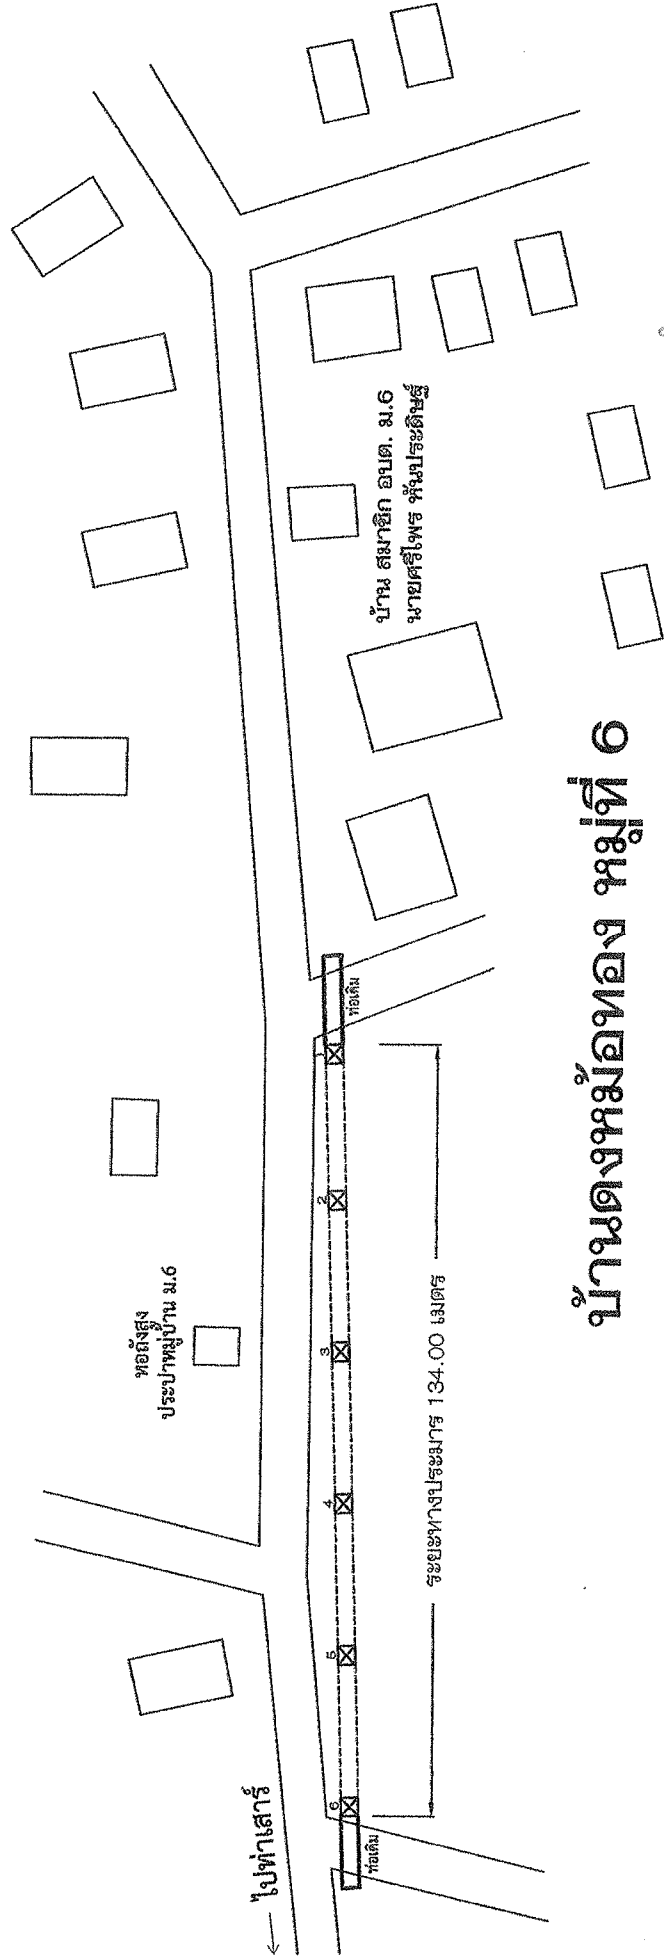 ← ไปท่าเสาร์
หอถังสูง
ประปาหมู่บ้าน ม.6
บ้าน สมาชิก อบต. ม.6
นายศรีไพร หันประดิษฐ์
6
5
4
3
2
1
ท่อเดิม
ท่อเดิม
ระยะทางประมาร 134.00 เมตร
บ้านดงหม้อทอง หมู่ที่ 6